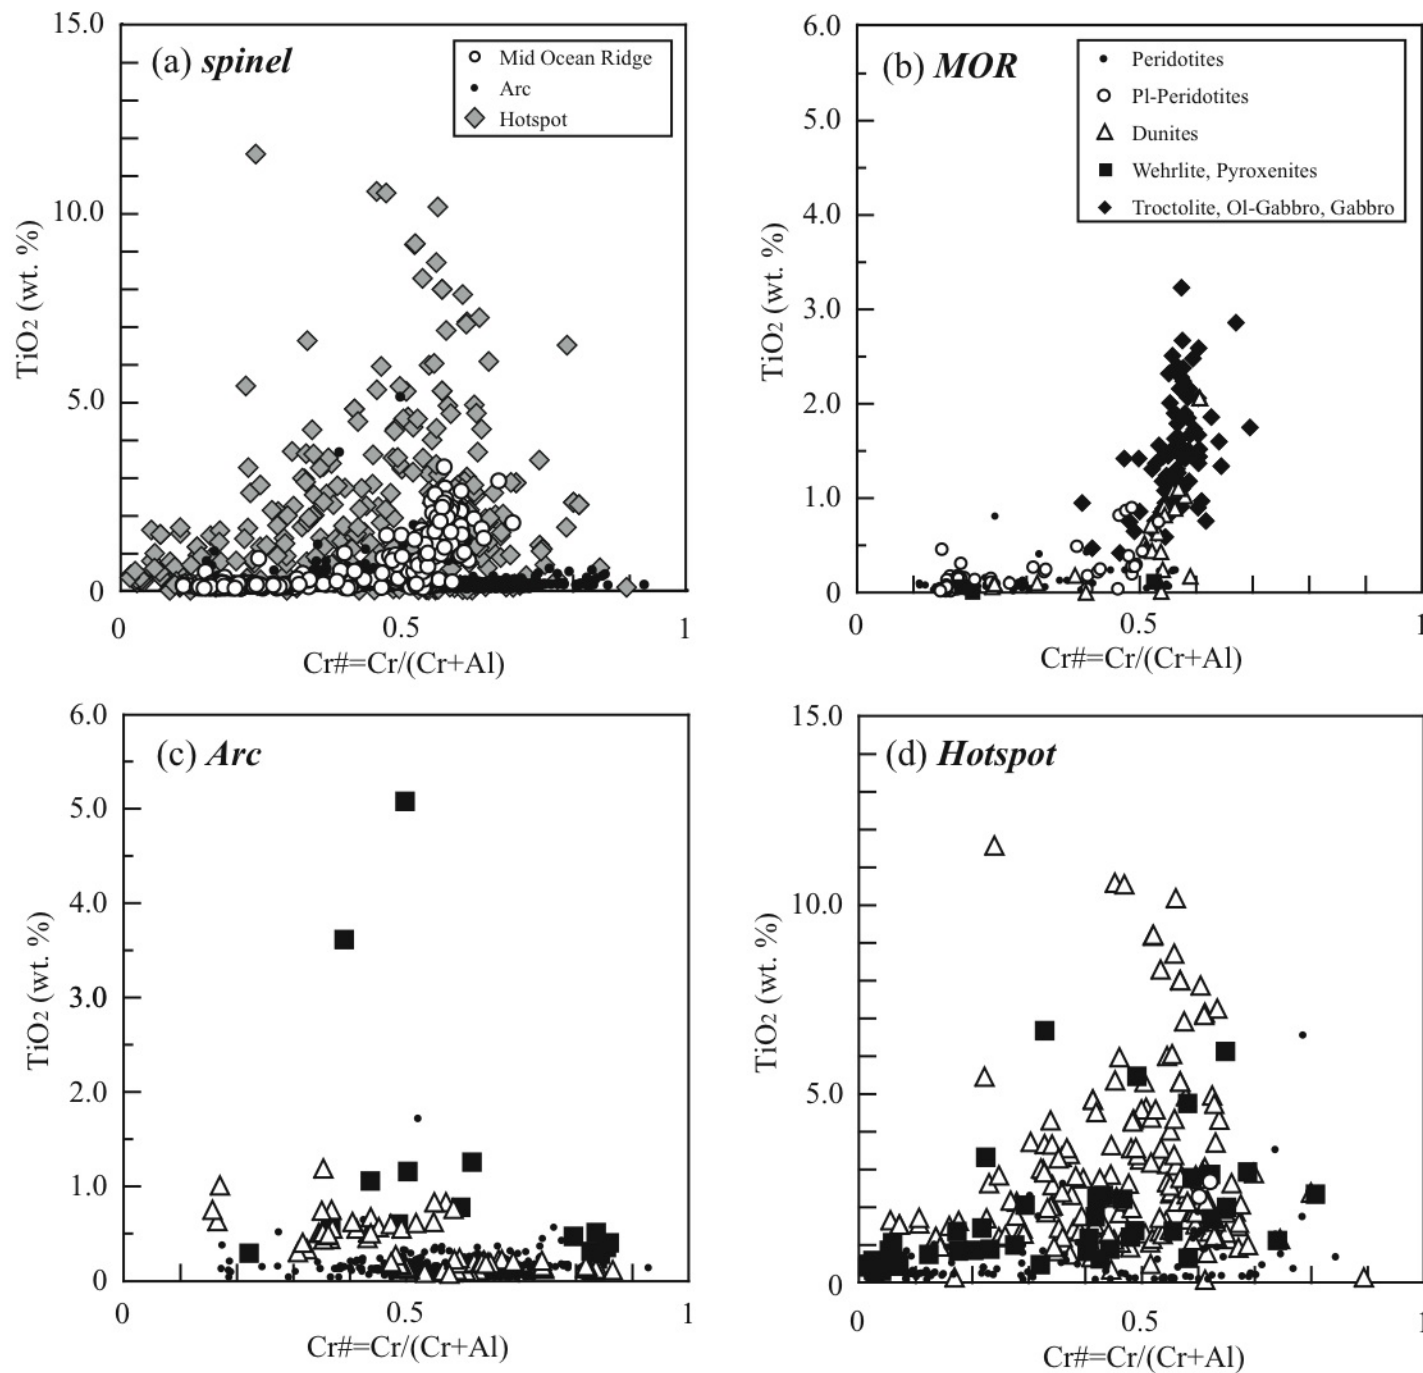 (a) spinel
Mid Ocean Ridge
Arc
Hotspot
15.0
10.0
5.0
0
TiO2 (wt. %)
0
0.5
1
Cr#=Cr/(Cr+Al)
(b) MOR
Peridotites
Pl-Peridotites
Dunites
Wehrlite, Pyroxenites
Troctolite, Ol-Gabbro, Gabbro
6.0
5.0
4.0
3.0
2.0
1.0
0
TiO2 (wt. %)
0
0.5
1
Cr#=Cr/(Cr+Al)
(c) Arc
6.0
5.0
4.0
3.0
2.0
1.0
0
TiO2 (wt. %)
0
0.5
1
Cr#=Cr/(Cr+Al)
(d) Hotspot
15.0
10.0
5.0
0
TiO2 (wt. %)
0
0.5
1
Cr#=Cr/(Cr+Al)